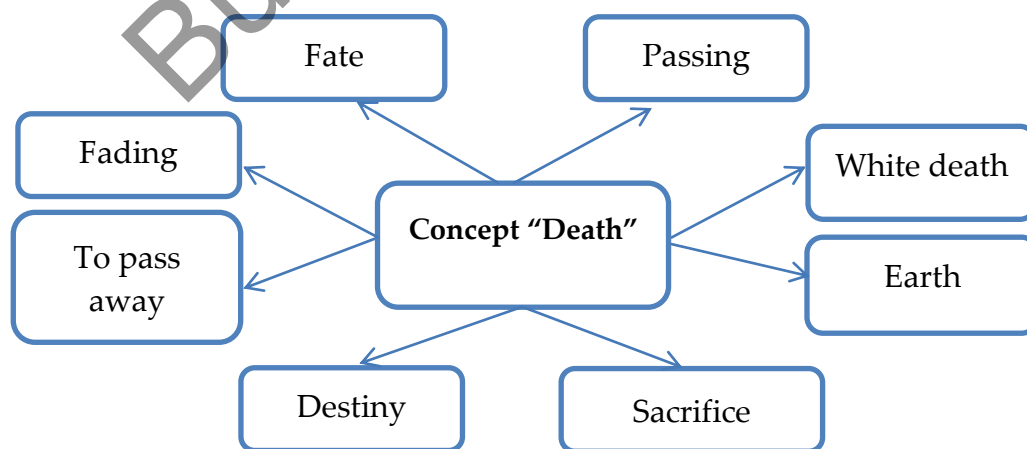 Fate
Passing
Fading
White death
Concept “Death”
To pass
away
Earth
Destiny
Sacrifice